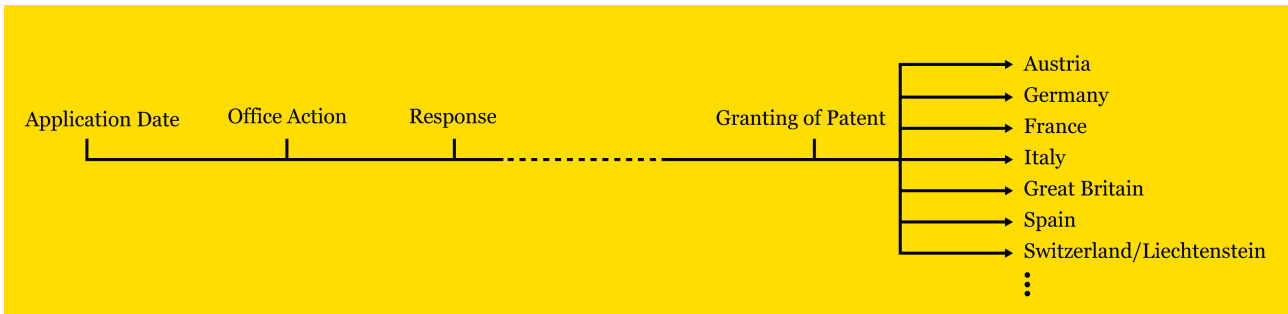 Application Date
Office Action
Response
Granting of Patent
Austria
Germany
France
Italy
Great Britain
Spain
Switzerland/Liechtenstein